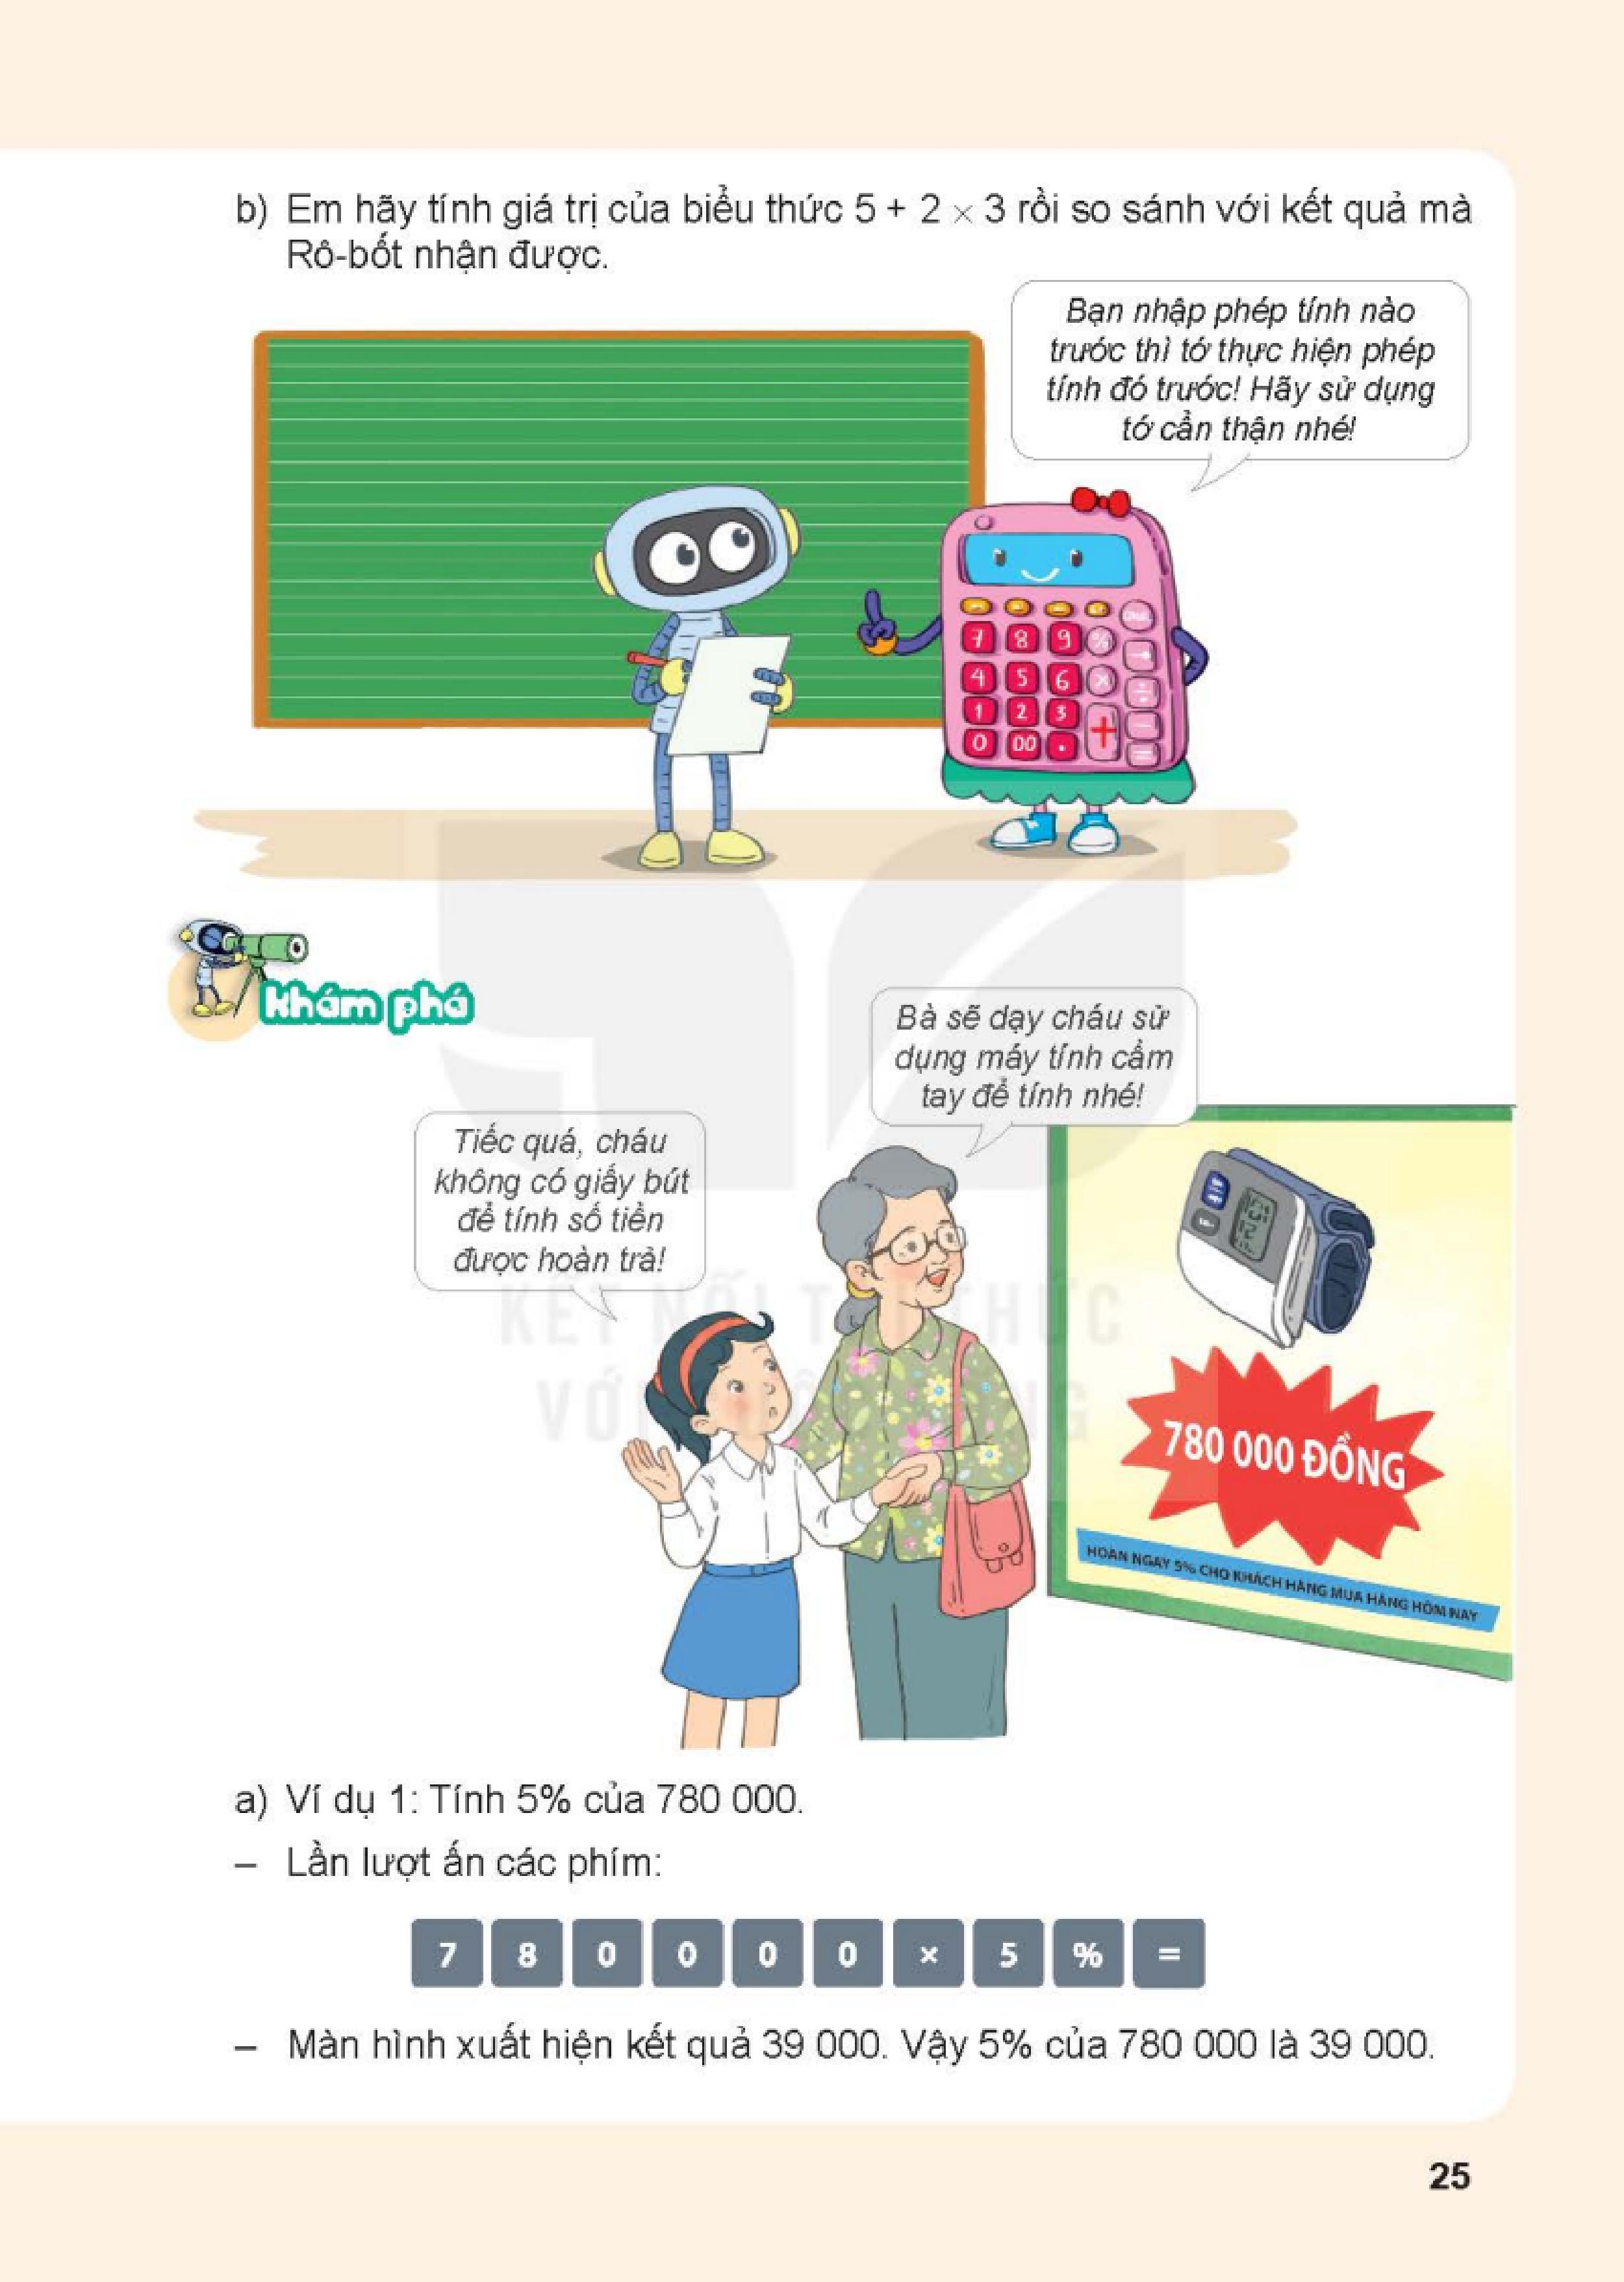 b) Em hãy tính giá trị của biểu thức 5 + 2 × 3 rồi so sánh với kết quả mà
Rô-bốt nhận được.
Bạn nhập phép tính nào
trước thì tớ thực hiện phép
tính đó trước! Hãy sử dụng
tớ cẩn thận nhé!
7 8 9 %
4 5 6 × ÷
1 2 3 + −
0 00 . =
khám phá
Bà sẽ dạy cháu sử
dụng máy tính cầm
tay để tính nhé!
Tiếc quá, cháu
không có giấy bút
để tính số tiền
được hoàn trả!
780 000 ĐỒNG
HOÀN NGAY 5% CHO KHÁCH HÀNG MUA HÀNG HÔM NAY
KẾT NỐI TRI THỨC
VỚI CUỘC SỐNG
a) Ví dụ 1: Tính 5% của 780 000.
– Lần lượt ấn các phím:
7 8 0 0 0 0 × 5 % =
– Màn hình xuất hiện kết quả 39 000. Vậy 5% của 780 000 là 39 000.
25